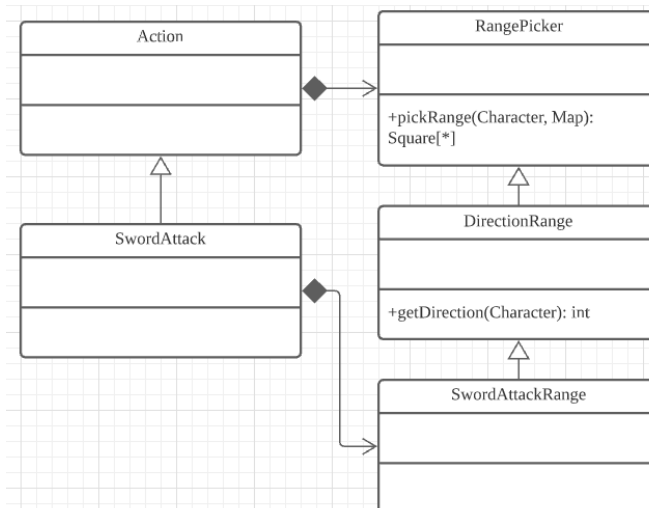 Action
RangePicker
+pickRange(Character, Map):
Square[*]
SwordAttack
DirectionRange
+getDirection(Character): int
SwordAttackRange